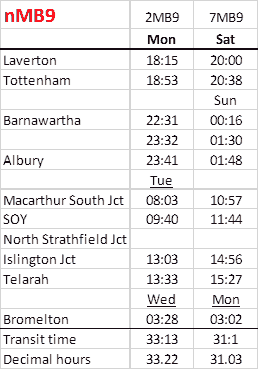 nMB9 2MB9 7MB9
Mon Sat
Laverton 18:15 20:00
Tottenham 18:53 20:38
Sun
Barnawartha 22:31 00:16
23:32 01:30
Albury 23:41 01:48
Tue
Macarthur South Jct 08:03 10:57
SOY 09:40 11:44
North Strathfield Jct
Islington Jct 13:03 14:56
Telarah 13:33 15:27
Wed Mon
Bromelton 03:28 03:02
Transit time 33:13 31:1
Decimal hours 33.22 31.03